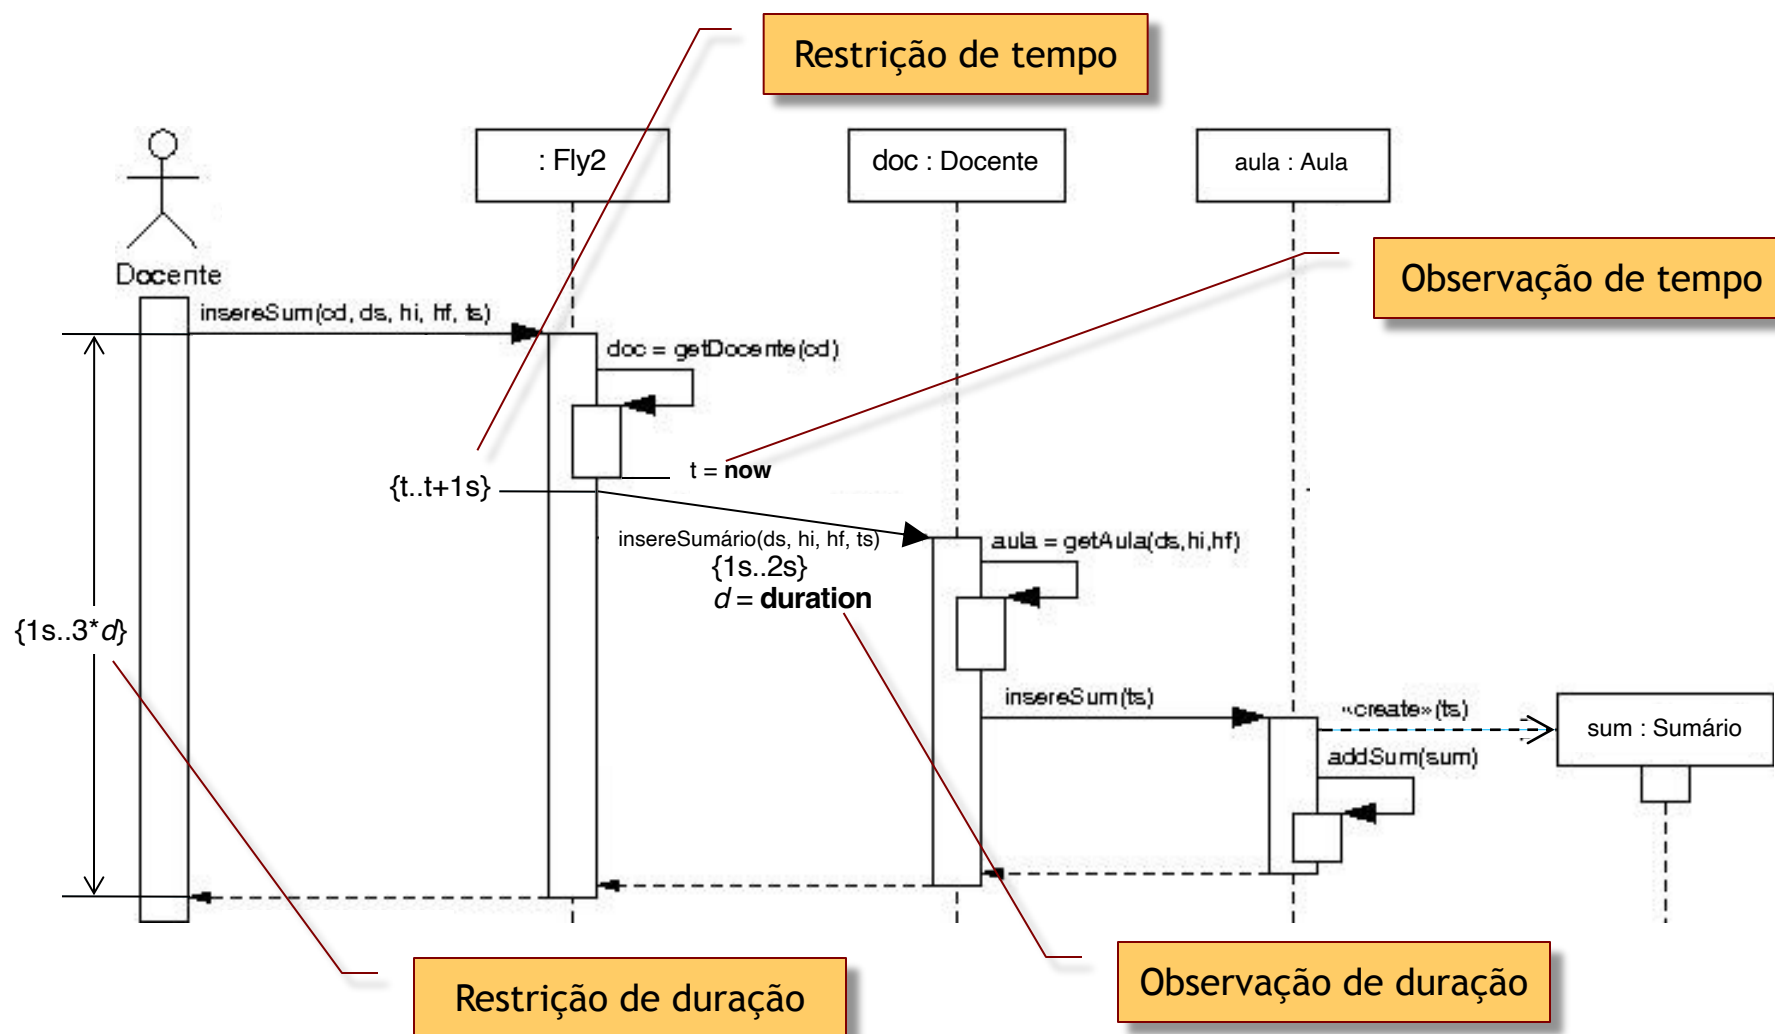 Restrição de tempo
: Fly2
doc : Docente
aula : Aula
Docente
Observação de tempo
insereSum(cd, ds, hi, hf, ts)
doc = getDocente(cd)
t = now
{t..t+1s}
insereSumário(ds, hi, hf, ts)
{1s..2s}
d = duration
aula = getAula(ds,hi,hf)
{1s..3*d}
insereSum(ts)
«create»(ts)
sum : Sumário
addSum(sum)
Restrição de duração
Observação de duração